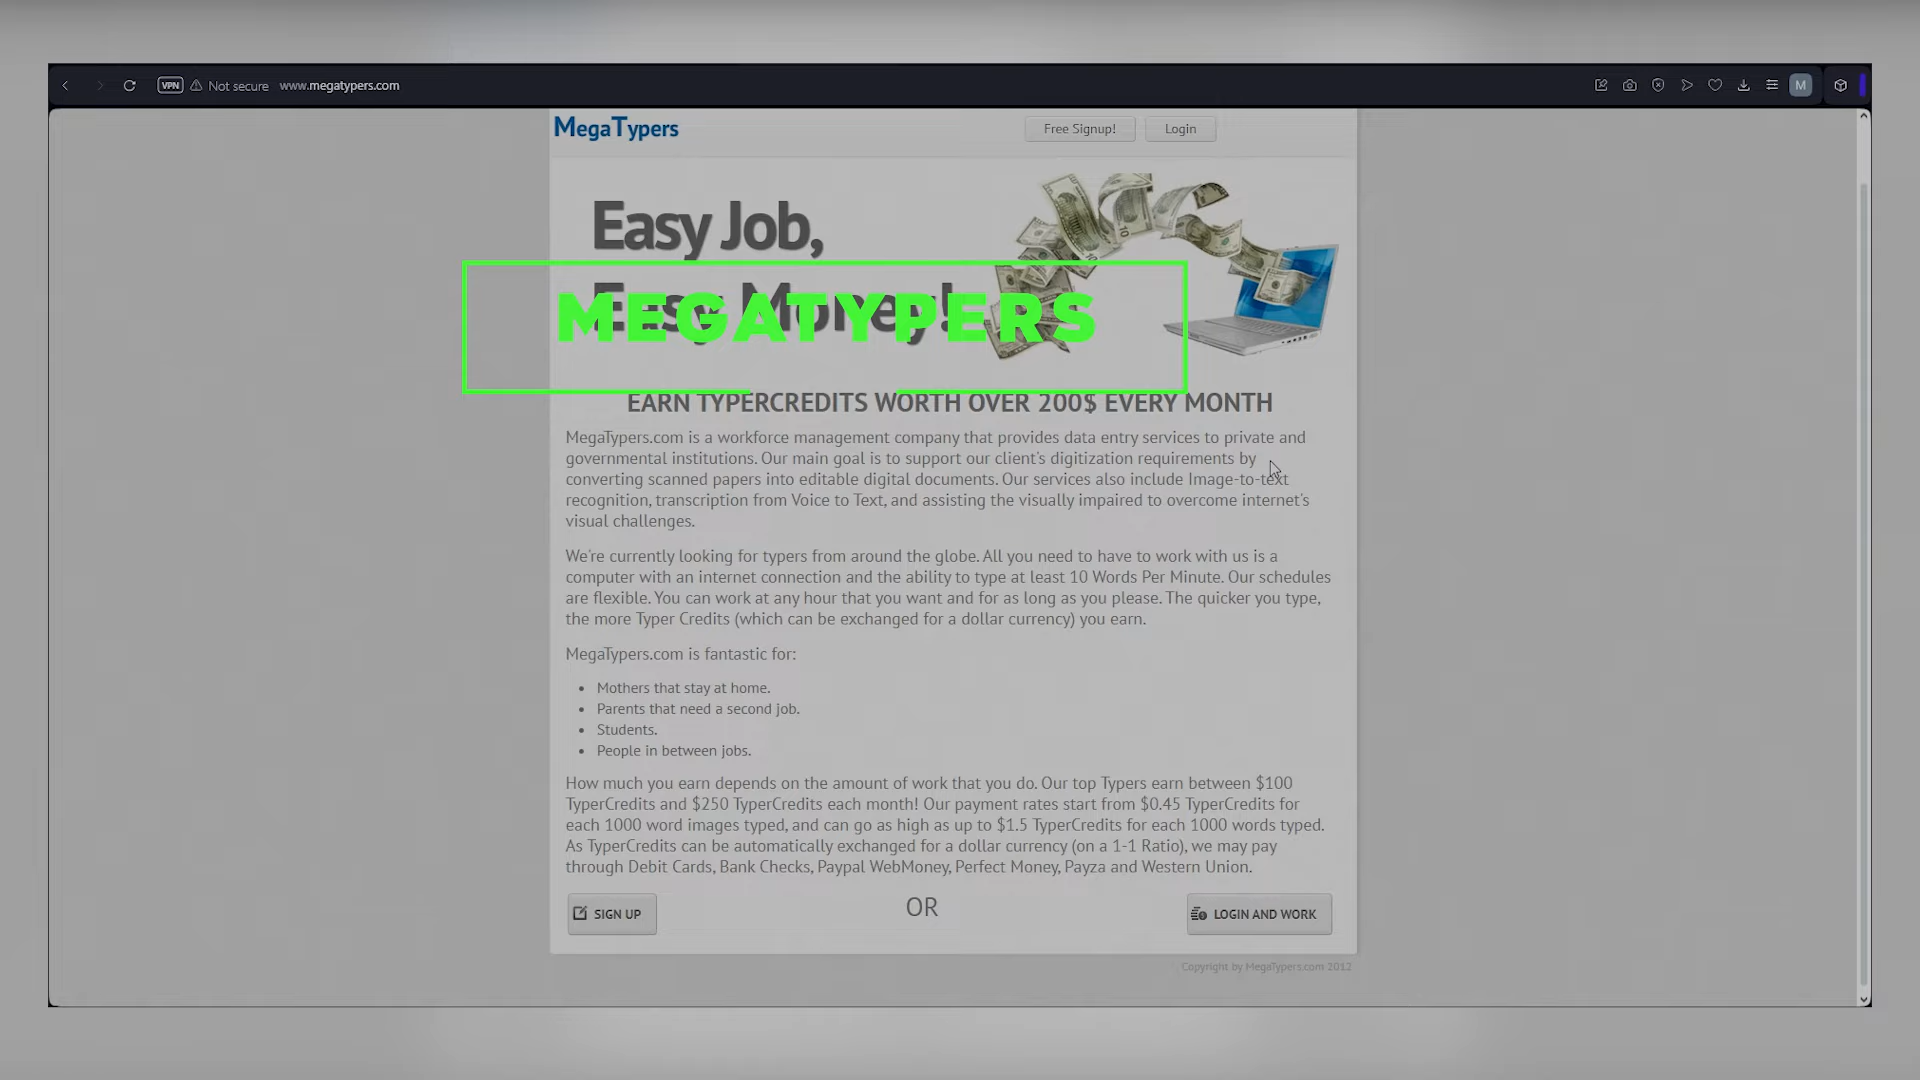 VPN Not secure www.megatypers.com M
MegaTypers Free Signup! Login
Easy Job,
Easy Money!
MEGATYPERS
EARN TYPERCREDITS WORTH OVER 200$ EVERY MONTH
MegaTypers.com is a workforce management company that provides data entry services to private and
governmental institutions. Our main goal is to support our client's digitization requirements by
converting scanned papers into editable digital documents. Our services also include Image-to-text
recognition, transcription from Voice to Text, and assisting the visually impaired to overcome internet's
visual challenges.
We're currently looking for typers from around the globe. All you need to have to work with us is a
computer with an internet connection and the ability to type at least 10 Words Per Minute. Our schedules
are flexible. You can work at any hour that you want and for as long as you please. The quicker you type,
the more Typer Credits (which can be exchanged for a dollar currency) you earn.
MegaTypers.com is fantastic for:
• Mothers that stay at home.
• Parents that need a second job.
• Students.
• People in between jobs.
How much you earn depends on the amount of work that you do. Our top Typers earn between $100
TyperCredits and $250 TyperCredits each month! Our payment rates start from $0.45 TyperCredits for
each 1000 word images typed, and can go as high as up to $1.5 TyperCredits for each 1000 words typed.
As TyperCredits can be automatically exchanged for a dollar currency (on a 1-1 Ratio), we may pay
through Debit Cards, Bank Checks, Paypal WebMoney, Perfect Money, Payza and Western Union.
SIGN UP OR LOGIN AND WORK
Copyright by MegaTypers.com 2012